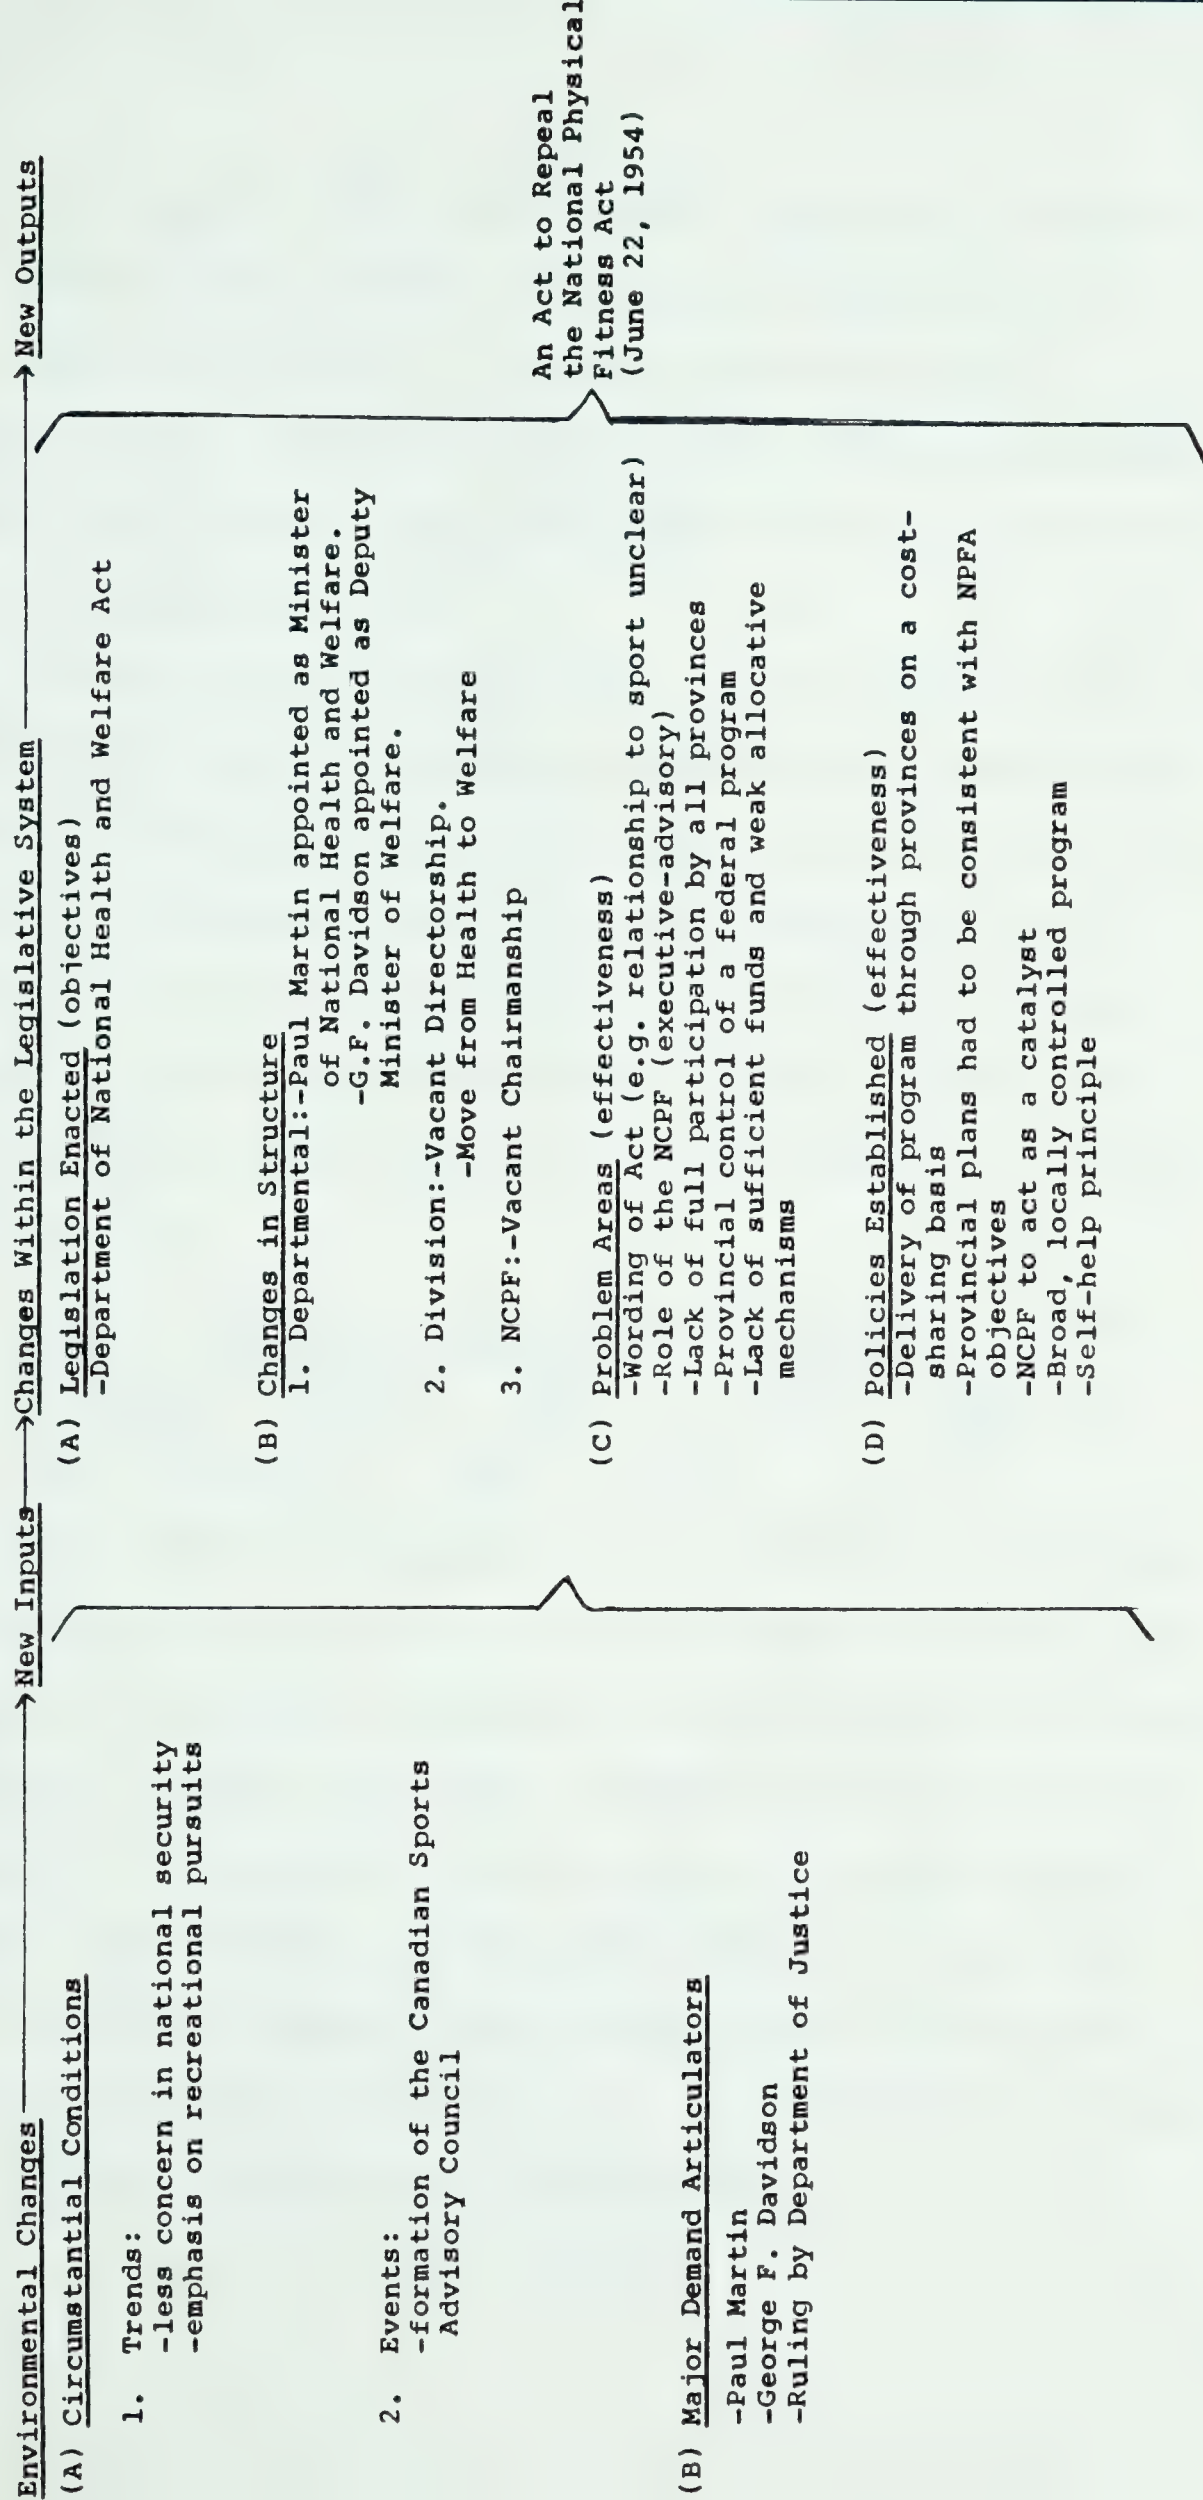 Environmental Changes → New Inputs → Changes Within the Legislative System → New Outputs
(A) Circumstantial Conditions
1. Trends:
-less concern in national security
-emphasis on recreational pursuits
2. Events:
-formation of the Canadian Sports
Advisory Council
(B) Major Demand Articulators
-Paul Martin
-George F. Davidson
-Ruling by Department of Justice
(A) Legislation Enacted (objectives)
-Department of National Health and Welfare Act
(B) Changes in Structure
1. Departmental:-Paul Martin appointed as Minister
of National Health and Welfare.
-G.F. Davidson appointed as Deputy
Minister of Welfare.
2. Division:-Vacant Directorship.
-Move from Health to Welfare
3. NCPF:-Vacant Chairmanship
(C) Problem Areas (effectiveness)
-Wording of Act (e.g. relationship to sport unclear)
-Role of the NCPF (executive-advisory)
-Lack of full participation by all provinces
-Provincial control of a federal program
-Lack of sufficient funds and weak allocative
mechanisms
(D) Policies Established (effectiveness)
-Delivery of program through provinces on a cost-
sharing basis
-Provincial plans had to be consistent with NPFA
objectives
-NCPF to act as a catalyst
-Broad, locally controlled program
-Self-help principle
An Act to Repeal
the National Physical
Fitness Act
(June 22, 1954)